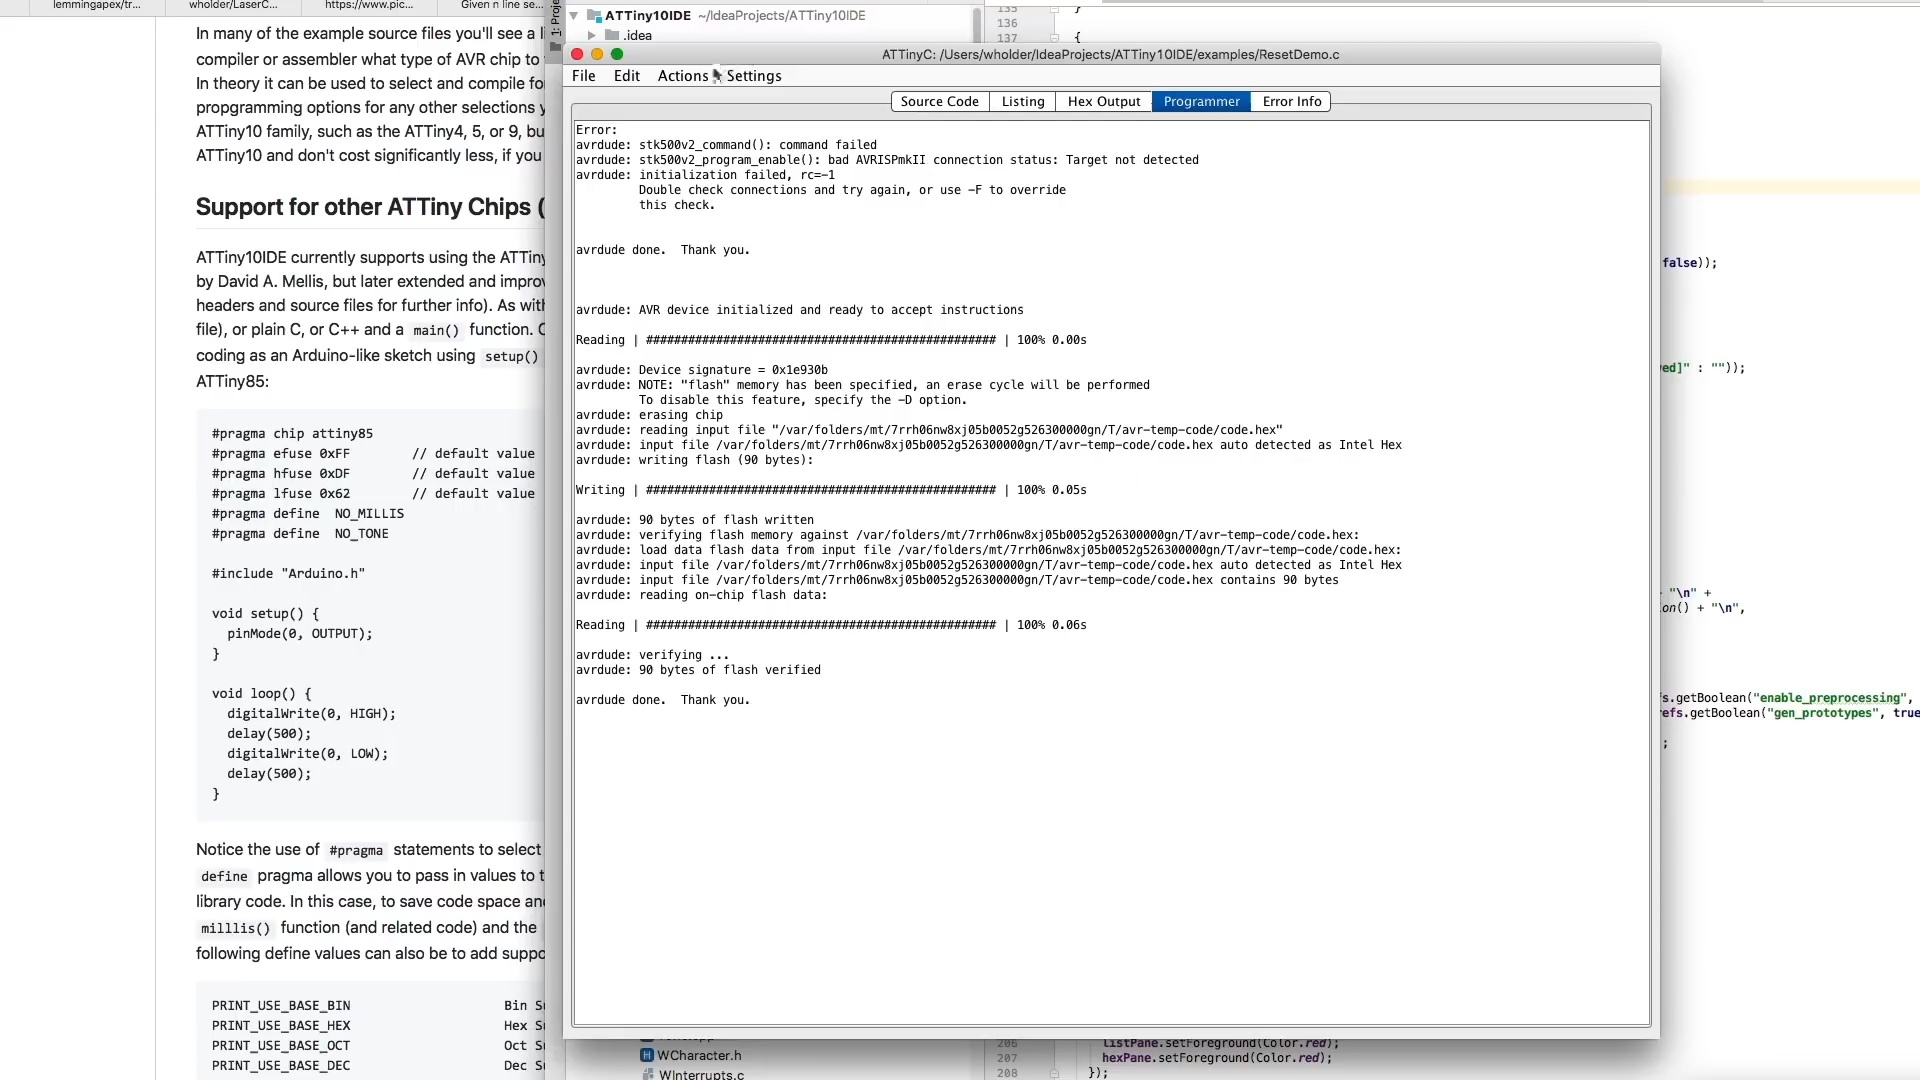 lemmingapex/tr...
wholder/LaserC...
https://www.pic...
Given n line se...
In many of the example source files you'll see a li
compiler or assembler what type of AVR chip to
In theory it can be used to select and compile fo
propgramming options for any other selections y
ATTiny10 family, such as the ATTiny4, 5, or 9, bu
ATTiny10 and don't cost significantly less, if you
Support for other ATTiny Chips (
ATTiny10IDE currently supports using the ATTiny
by David A. Mellis, but later extended and improv
headers and source files for further info). As with
file), or plain C, or C++ and a main() function. C
coding as an Arduino-like sketch using setup()
ATTiny85:
#pragma chip attiny85
#pragma efuse 0xFF // default value
#pragma hfuse 0xDF // default value
#pragma lfuse 0x62 // default value
#pragma define NO_MILLIS
#pragma define NO_TONE
#include "Arduino.h"
void setup() {
pinMode(0, OUTPUT);
}
void loop() {
digitalWrite(0, HIGH);
delay(500);
digitalWrite(0, LOW);
delay(500);
}
Notice the use of #pragma statements to select
define pragma allows you to pass in values to t
library code. In this case, to save code space an
milllis() function (and related code) and the
following define values can also be to add suppo
PRINT_USE_BASE_BIN Bin S
PRINT_USE_BASE_HEX Hex S
PRINT_USE_BASE_OCT Oct S
PRINT_USE_BASE_DEC Dec S
1: Proje
ATTiny10IDE ~/IdeaProjects/ATTiny10IDE
.idea
135 }
136
137 {
ATTinyC: /Users/wholder/IdeaProjects/ATTiny10IDE/examples/ResetDemo.c
File Edit Actions Settings
Source Code Listing Hex Output Programmer Error Info
Error:
avrdude: stk500v2_command(): command failed
avrdude: stk500v2_program_enable(): bad AVRISPmkII connection status: Target not detected
avrdude: initialization failed, rc=-1
Double check connections and try again, or use -F to override
this check.
avrdude done.  Thank you.
avrdude: AVR device initialized and ready to accept instructions
Reading | ################################################## | 100% 0.00s
avrdude: Device signature = 0x1e930b
avrdude: NOTE: "flash" memory has been specified, an erase cycle will be performed
To disable this feature, specify the -D option.
avrdude: erasing chip
avrdude: reading input file "/var/folders/mt/7rrh06nw8xj05b0052g526300000gn/T/avr-temp-code/code.hex"
avrdude: input file /var/folders/mt/7rrh06nw8xj05b0052g526300000gn/T/avr-temp-code/code.hex auto detected as Intel Hex
avrdude: writing flash (90 bytes):
Writing | ################################################## | 100% 0.05s
avrdude: 90 bytes of flash written
avrdude: verifying flash memory against /var/folders/mt/7rrh06nw8xj05b0052g526300000gn/T/avr-temp-code/code.hex:
avrdude: load data flash data from input file /var/folders/mt/7rrh06nw8xj05b0052g526300000gn/T/avr-temp-code/code.hex:
avrdude: input file /var/folders/mt/7rrh06nw8xj05b0052g526300000gn/T/avr-temp-code/code.hex auto detected as Intel Hex
avrdude: input file /var/folders/mt/7rrh06nw8xj05b0052g526300000gn/T/avr-temp-code/code.hex contains 90 bytes
avrdude: reading on-chip flash data:
Reading | ################################################## | 100% 0.06s
avrdude: verifying ...
avrdude: 90 bytes of flash verified
avrdude done.  Thank you.
false));
ed]" : ""));
"\n" +
on() + "\n",
s.getBoolean("enable_preprocessing",
refs.getBoolean("gen_prototypes", true
;
WCharacter.h
WInterrupts.c
206 listPane.setForeground(Color.red);
207 hexPane.setForeground(Color.red);
208 });